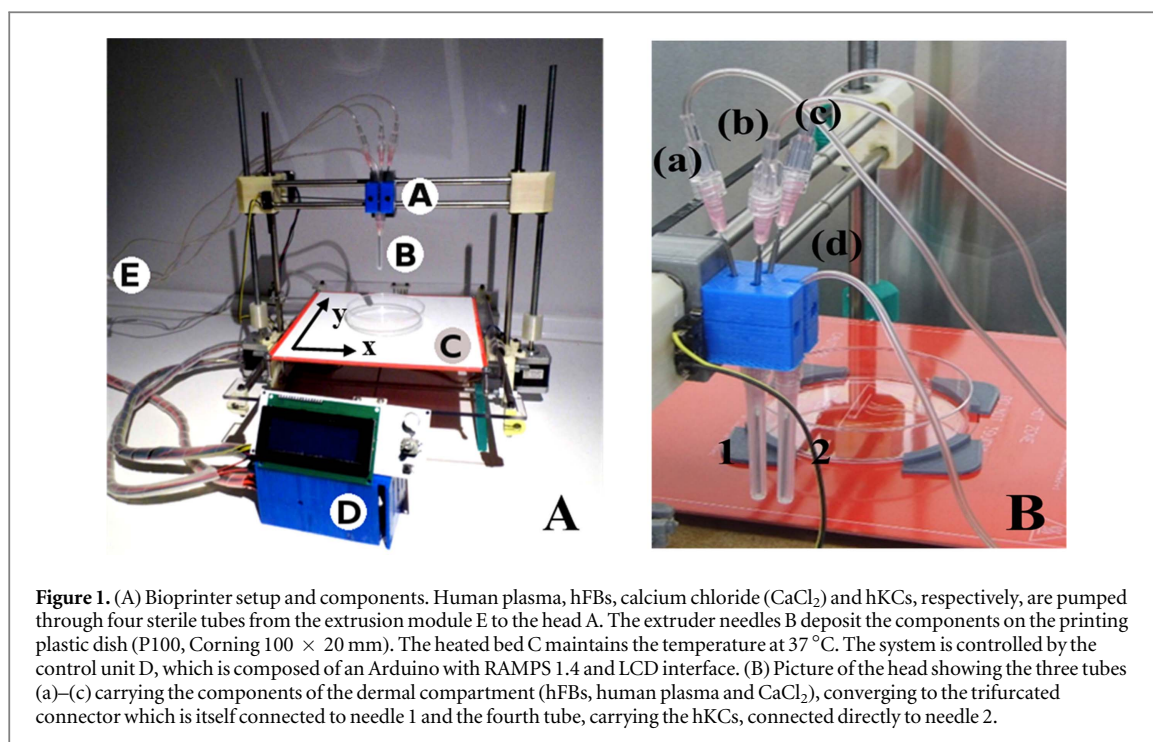 A
B
E
y
x
C
D
A
(b)
(c)
(a)
(d)
1
2
B
Figure 1. (A) Bioprinter setup and components. Human plasma, hFBs, calcium chloride (CaCl₂) and hKCs, respectively, are pumped
through four sterile tubes from the extrusion module E to the head A. The extruder needles B deposit the components on the printing
plastic dish (P100, Corning 100 × 20 mm). The heated bed C maintains the temperature at 37 °C. The system is controlled by the
control unit D, which is composed of an Arduino with RAMPS 1.4 and LCD interface. (B) Picture of the head showing the three tubes
(a)–(c) carrying the components of the dermal compartment (hFBs, human plasma and CaCl₂), converging to the trifurcated
connector which is itself connected to needle 1 and the fourth tube, carrying the hKCs, connected directly to needle 2.